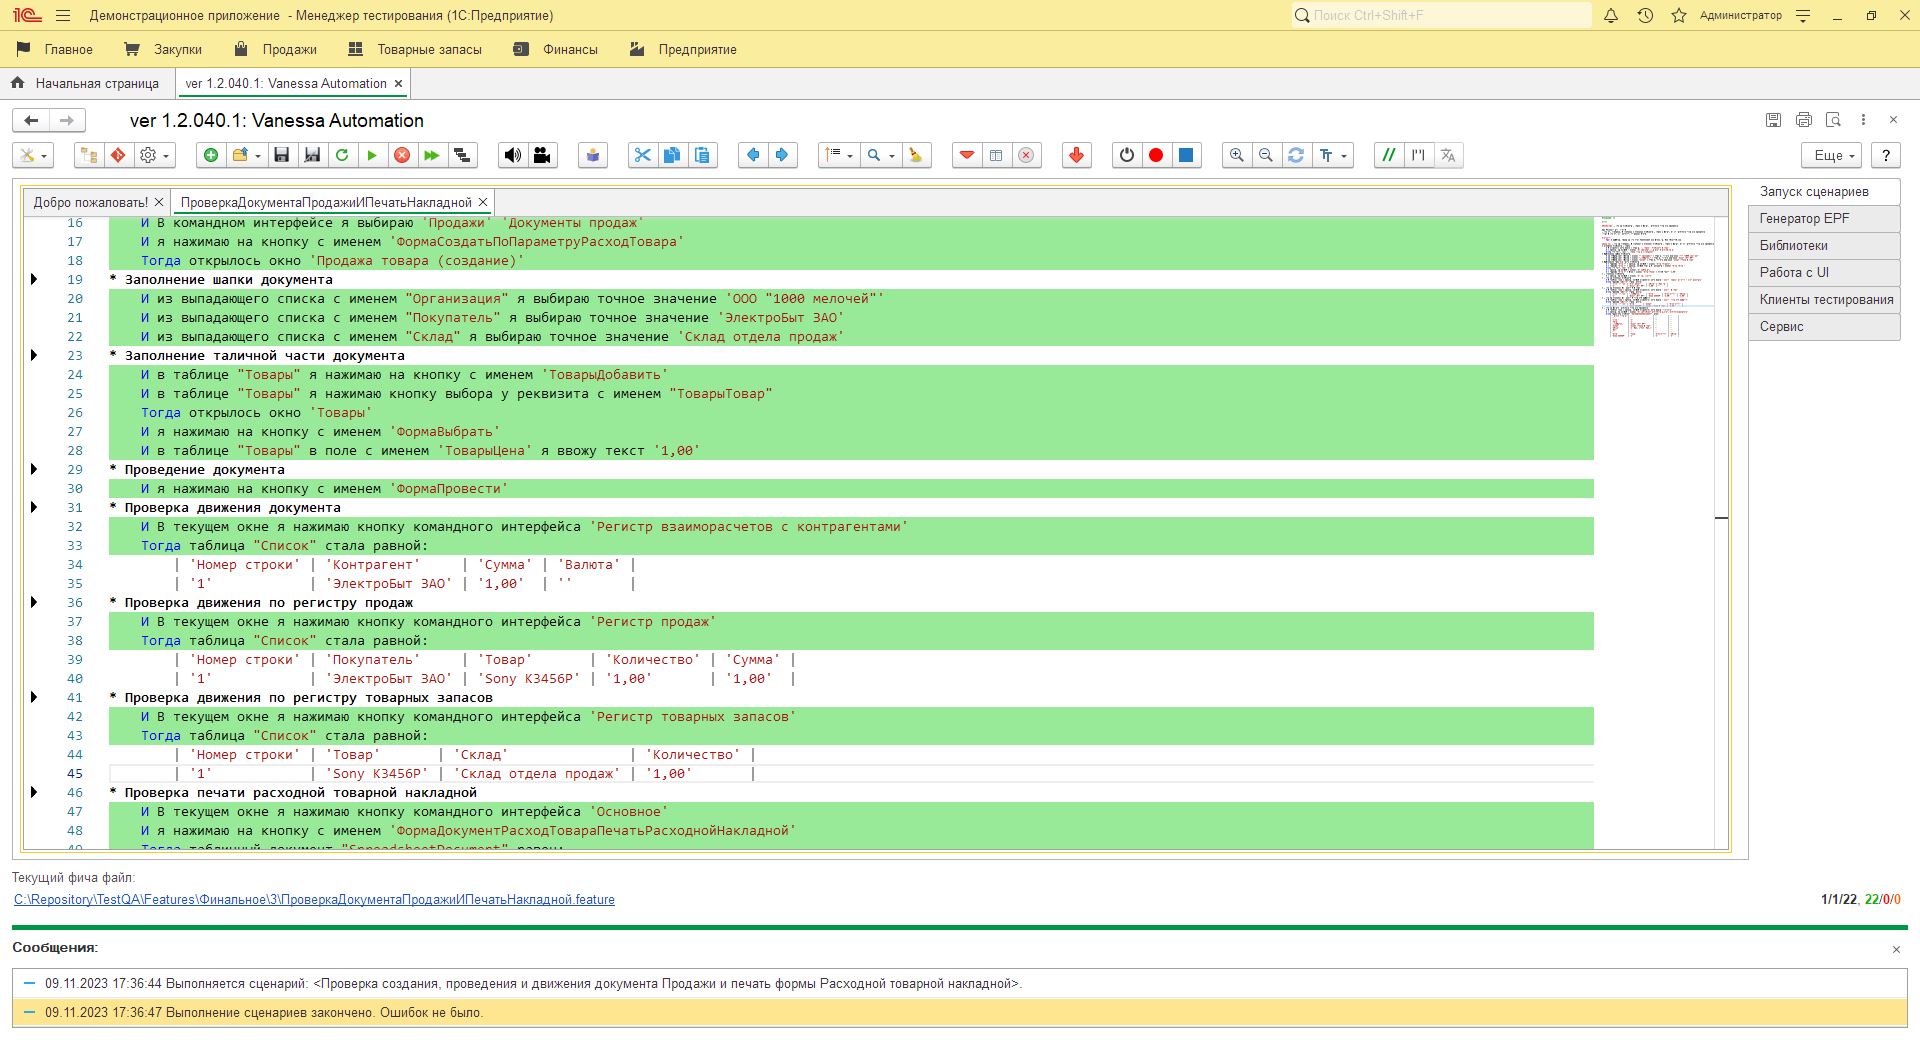 1С Демонстрационное приложение - Менеджер тестирования (1С:Предприятие) Поиск Ctrl+Shift+F Администратор
Главное Закупки Продажи Товарные запасы Финансы Предприятие
Начальная страница ver 1.2.040.1: Vanessa Automation
ver 1.2.040.1: Vanessa Automation
Еще ?
Добро пожаловать! ПроверкаДокументаПродажиИПечатьНакладной
16 И В командном интерфейсе я выбираю 'Продажи' 'Документы продаж'
17 И я нажимаю на кнопку с именем 'ФормаСоздатьПоПараметруРасходТовара'
18 Тогда открылось окно 'Продажа товара (создание)'
19 * Заполнение шапки документа
20 И из выпадающего списка с именем "Организация" я выбираю точное значение 'ООО "1000 мелочей"'
21 И из выпадающего списка с именем "Покупатель" я выбираю точное значение 'ЭлектроБыт ЗАО'
22 И из выпадающего списка с именем "Склад" я выбираю точное значение 'Склад отдела продаж'
23 * Заполнение таличной части документа
24 И в таблице "Товары" я нажимаю на кнопку с именем 'ТоварыДобавить'
25 И в таблице "Товары" я нажимаю кнопку выбора у реквизита с именем "ТоварыТовар"
26 Тогда открылось окно 'Товары'
27 И я нажимаю на кнопку с именем 'ФормаВыбрать'
28 И в таблице "Товары" в поле с именем 'ТоварыЦена' я ввожу текст '1,00'
29 * Проведение документа
30 И я нажимаю на кнопку с именем 'ФормаПровести'
31 * Проверка движения документа
32 И В текущем окне я нажимаю кнопку командного интерфейса 'Регистр взаиморасчетов с контрагентами'
33 Тогда таблица "Список" стала равной:
34 | 'Номер строки' | 'Контрагент' | 'Сумма' | 'Валюта' |
35 | '1' | 'ЭлектроБыт ЗАО' | '1,00' | '' |
36 * Проверка движения по регистру продаж
37 И В текущем окне я нажимаю кнопку командного интерфейса 'Регистр продаж'
38 Тогда таблица "Список" стала равной:
39 | 'Номер строки' | 'Покупатель' | 'Товар' | 'Количество' | 'Сумма' |
40 | '1' | 'ЭлектроБыт ЗАО' | 'Sony К3456P' | '1,00' | '1,00' |
41 * Проверка движения по регистру товарных запасов
42 И В текущем окне я нажимаю кнопку командного интерфейса 'Регистр товарных запасов'
43 Тогда таблица "Список" стала равной:
44 | 'Номер строки' | 'Товар' | 'Склад' | 'Количество' |
45 | '1' | 'Sony К3456P' | 'Склад отдела продаж' | '1,00' |
46 * Проверка печати расходной товарной накладной
47 И В текущем окне я нажимаю кнопку командного интерфейса 'Основное'
48 И я нажимаю на кнопку с именем 'ФормаДокументРасходТовараПечатьРасходнойНакладной'
49 Тогда табличный документ "SpreadsheetDocument" равен:
Запуск сценариев
Генератор EPF
Библиотеки
Работа с UI
Клиенты тестирования
Сервис
Текущий фича файл:
C:\Repository\TestQA\Features\Финальное\3\ПроверкаДокументаПродажиИПечатьНакладной.feature
1/1/22, 22/0/0
Сообщения:
09.11.2023 17:36:44 Выполняется сценарий: <Проверка создания, проведения и движения документа Продажи и печать формы Расходной товарной накладной>.
09.11.2023 17:36:47 Выполнение сценариев закончено. Ошибок не было.